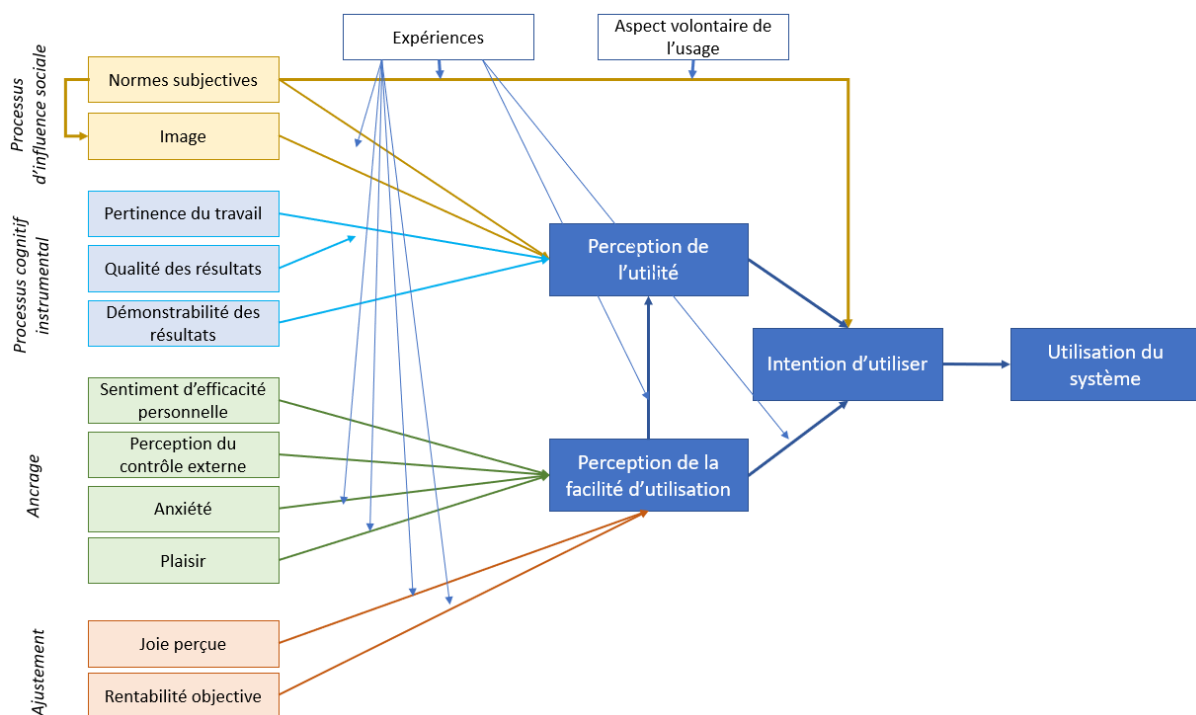 Expériences
Aspect volontaire de
l'usage
Processus
d'influence sociale
Normes subjectives
Image
Processus cognitif
instrumental
Pertinence du travail
Qualité des résultats
Démonstrabilité des
résultats
Perception de
l'utilité
Intention d'utiliser
Utilisation du
système
Ancrage
Sentiment d'efficacité
personnelle
Perception du
contrôle externe
Anxiété
Plaisir
Perception de la
facilité d'utilisation
Ajustement
Joie perçue
Rentabilité objective